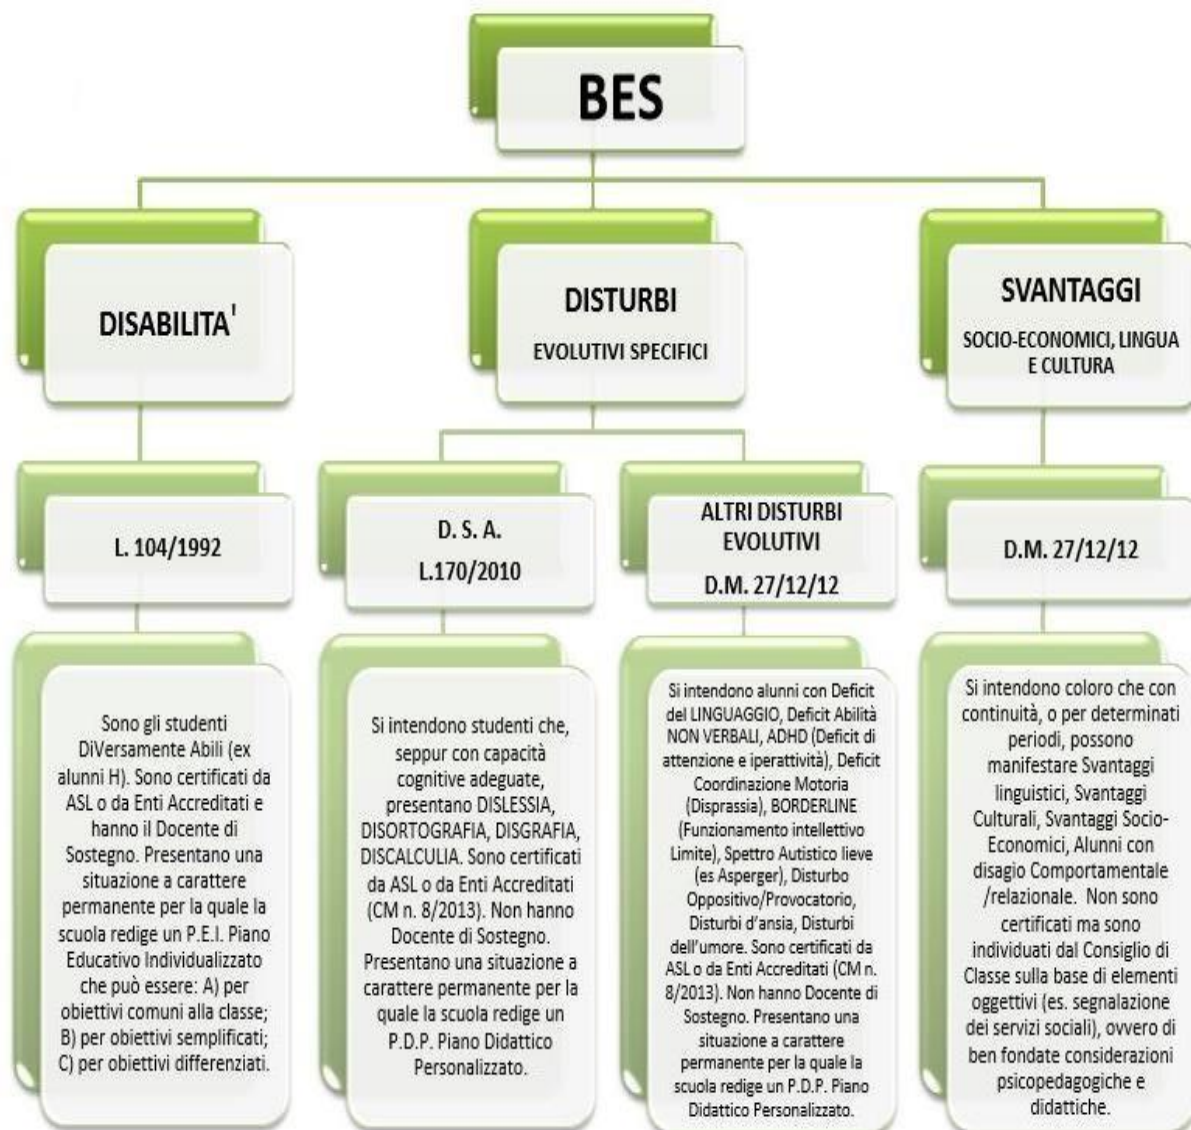 BES
DISABILITA'
DISTURBI
EVOLUTIVI SPECIFICI
SVANTAGGI
SOCIO-ECONOMICI, LINGUA
E CULTURA
L. 104/1992
D. S. A.
L.170/2010
ALTRI DISTURBI
EVOLUTIVI
D.M. 27/12/12
D.M. 27/12/12
Sono gli studenti
DiVersamente Abili (ex
alunni H). Sono certificati da
ASL o da Enti Accreditati e
hanno il Docente di
Sostegno. Presentano una
situazione a carattere
permanente per la quale la
scuola redige un P.E.I. Piano
Educativo Individualizzato
che può essere: A) per
obiettivi comuni alla classe;
B) per obiettivi semplificati;
C) per obiettivi differenziati.
Si intendono studenti che,
seppur con capacità
cognitive adeguate,
presentano DISLESSIA,
DISORTOGRAFIA, DISGRAFIA,
DISCALCULIA. Sono certificati
da ASL o da Enti Accreditati
(CM n. 8/2013). Non hanno
Docente di Sostegno.
Presentano una situazione a
carattere permanente per la
quale la scuola redige un
P.D.P. Piano Didattico
Personalizzato.
Si intendono alunni con Deficit
del LINGUAGGIO, Deficit Abilità
NON VERBALI, ADHD (Deficit di
attenzione e iperattività), Deficit
Coordinazione Motoria
(Disprassia), BORDERLINE
(Funzionamento intellettivo
Limite), Spettro Autistico lieve
(es Asperger), Disturbo
Oppositivo/Provocatorio,
Disturbi d'ansia, Disturbi
dell'umore. Sono certificati da
ASL o da Enti Accreditati (CM n.
8/2013). Non hanno Docente di
Sostegno. Presentano una
situazione a carattere
permanente per la quale la
scuola redige un P.D.P. Piano
Didattico Personalizzato.
Si intendono coloro che con
continuità, o per determinati
periodi, possono
manifestare Svantaggi
linguistici, Svantaggi
Culturali, Svantaggi Socio-
Economici, Alunni con
disagio Comportamentale
/relazionale. Non sono
certificati ma sono
individuati dal Consiglio di
Classe sulla base di elementi
oggettivi (es. segnalazione
dei servizi sociali), ovvero di
ben fondate considerazioni
psicopedagogiche e
didattiche.